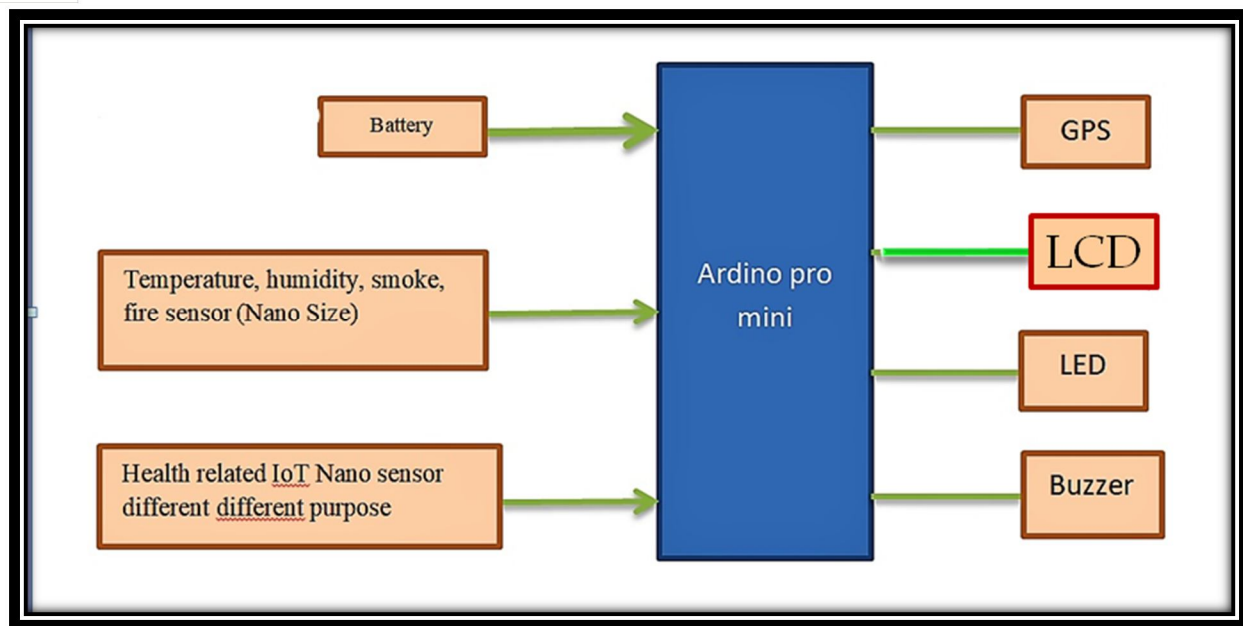 Battery
Temperature, humidity, smoke,
fire sensor (Nano Size)
Health related IoT Nano sensor
different different purpose
Ardino pro
mini
GPS
LCD
LED
Buzzer